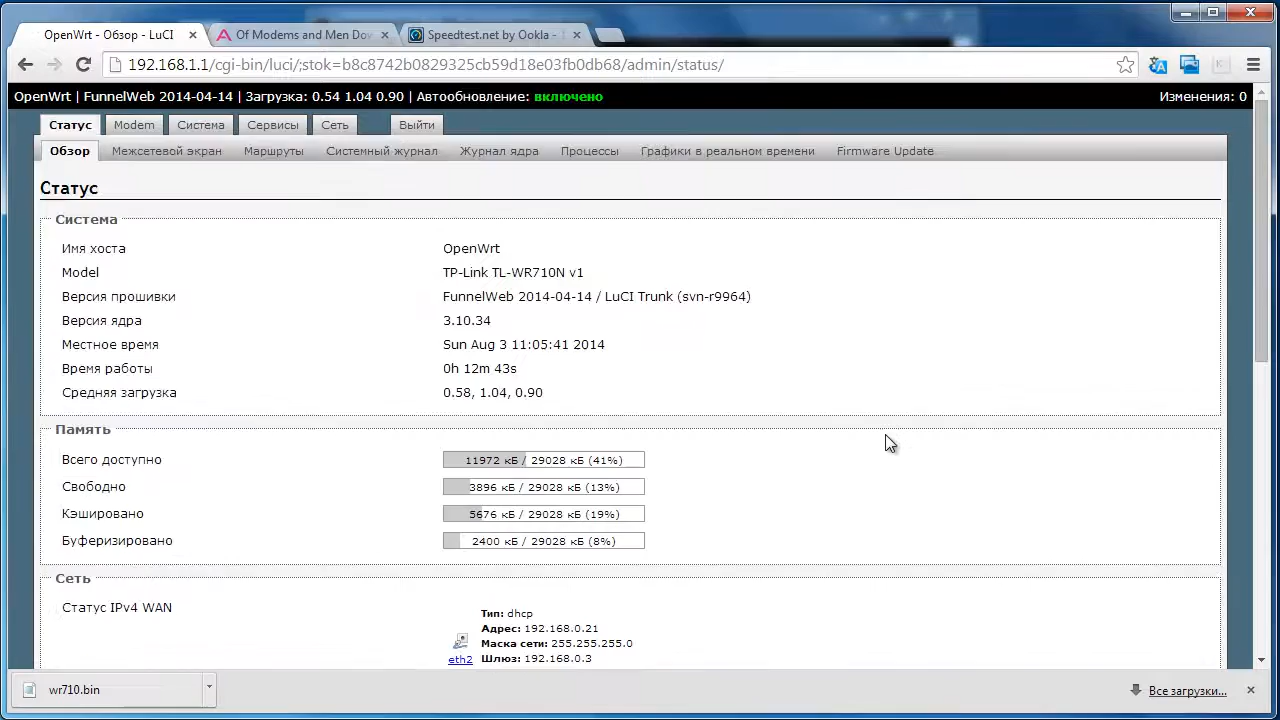 OpenWrt - Обзор - LuCI
Of Modems and Men Dow
Speedtest.net by Ookla -
192.168.1.1/cgi-bin/luci/;stok=b8c8742b0829325cb59d18e03fb0db68/admin/status/
OpenWrt | FunnelWeb 2014-04-14 | Загрузка: 0.54 1.04 0.90 | Автообновление: включено
Изменения: 0
Статус
Modem
Система
Сервисы
Сеть
Выйти
Обзор
Межсетевой экран
Маршруты
Системный журнал
Журнал ядра
Процессы
Графики в реальном времени
Firmware Update
Статус
Система
Имя хоста OpenWrt
Model TP-Link TL-WR710N v1
Версия прошивки FunnelWeb 2014-04-14 / LuCI Trunk (svn-r9964)
Версия ядра 3.10.34
Местное время Sun Aug 3 11:05:41 2014
Время работы 0h 12m 43s
Средняя загрузка 0.58, 1.04, 0.90
Память
Всего доступно 11972 кБ / 29028 кБ (41%)
Свободно 3896 кБ / 29028 кБ (13%)
Кэшировано 5676 кБ / 29028 кБ (19%)
Буферизировано 2400 кБ / 29028 кБ (8%)
Сеть
Статус IPv4 WAN
Тип: dhcp
Адрес: 192.168.0.21
Маска сети: 255.255.255.0
eth2 Шлюз: 192.168.0.3
wr710.bin
Все загрузки...